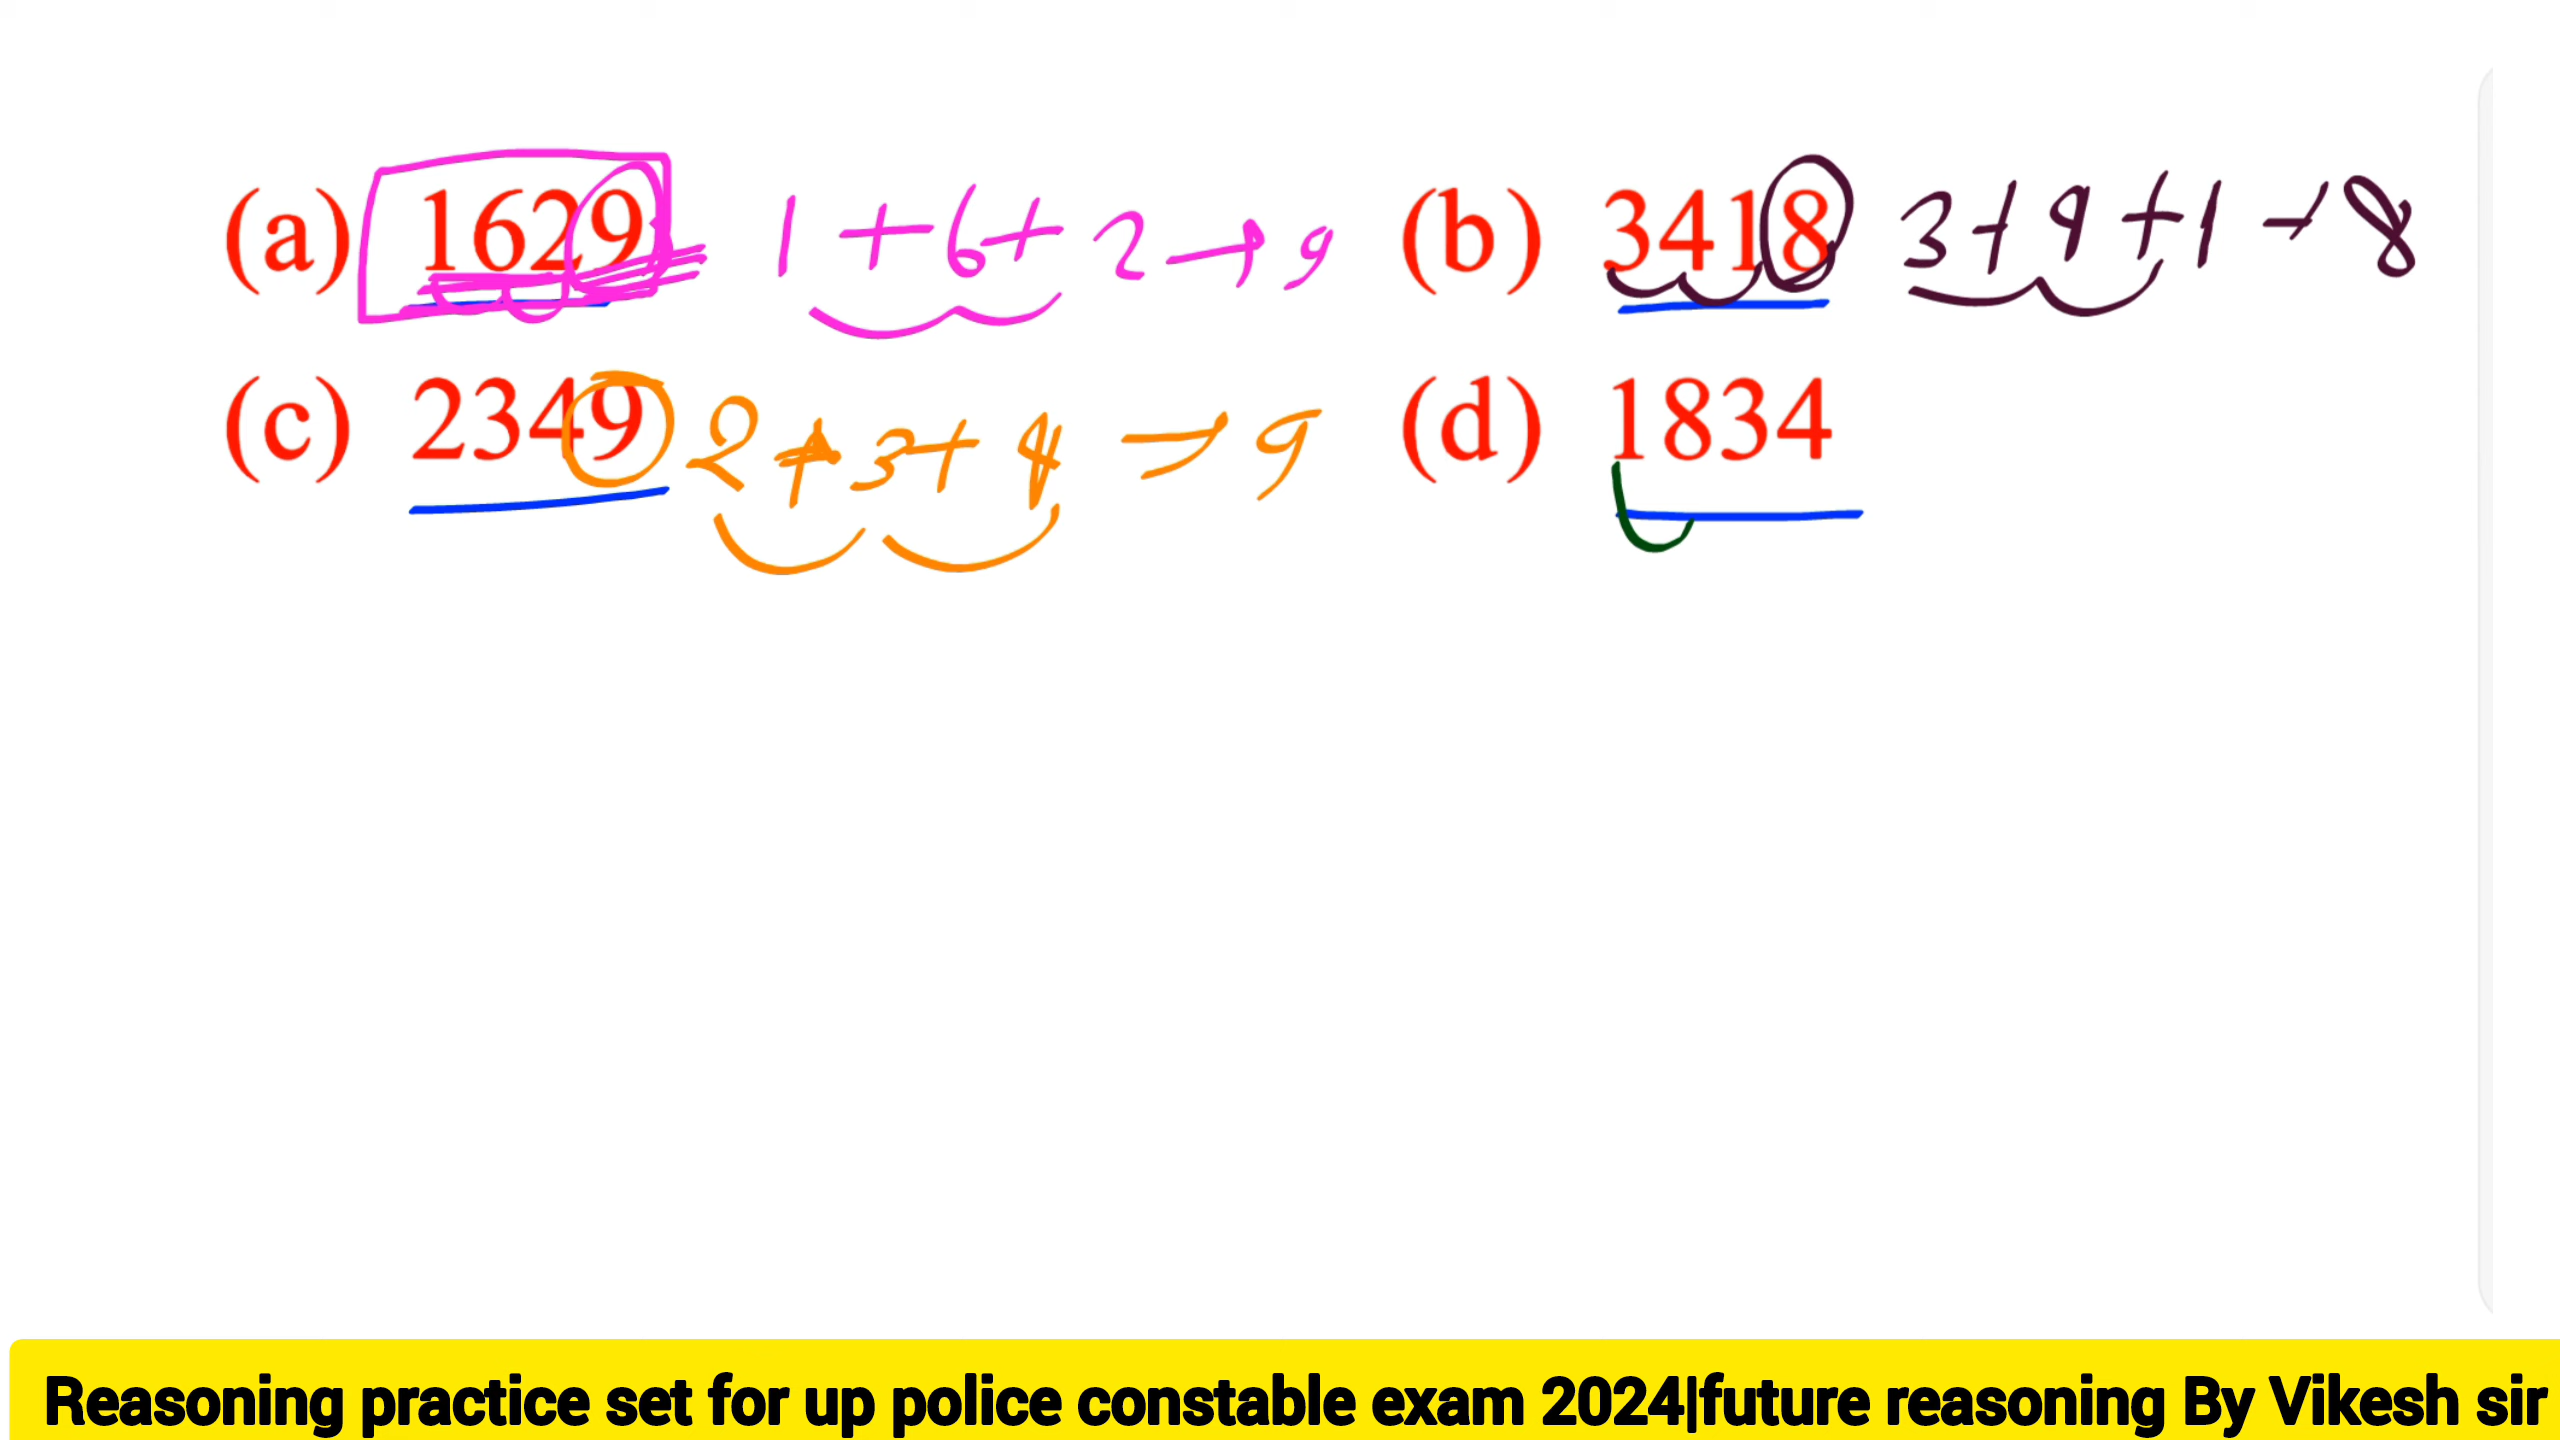 (a) 1629 1 + 6 + 2 → 9 (b) 3418 3 + 4 + 1 → 8
(c) 2349 2 + 3 + 4 → 9 (d) 1834
Reasoning practice set for up police constable exam 2024|future reasoning By Vikesh sir